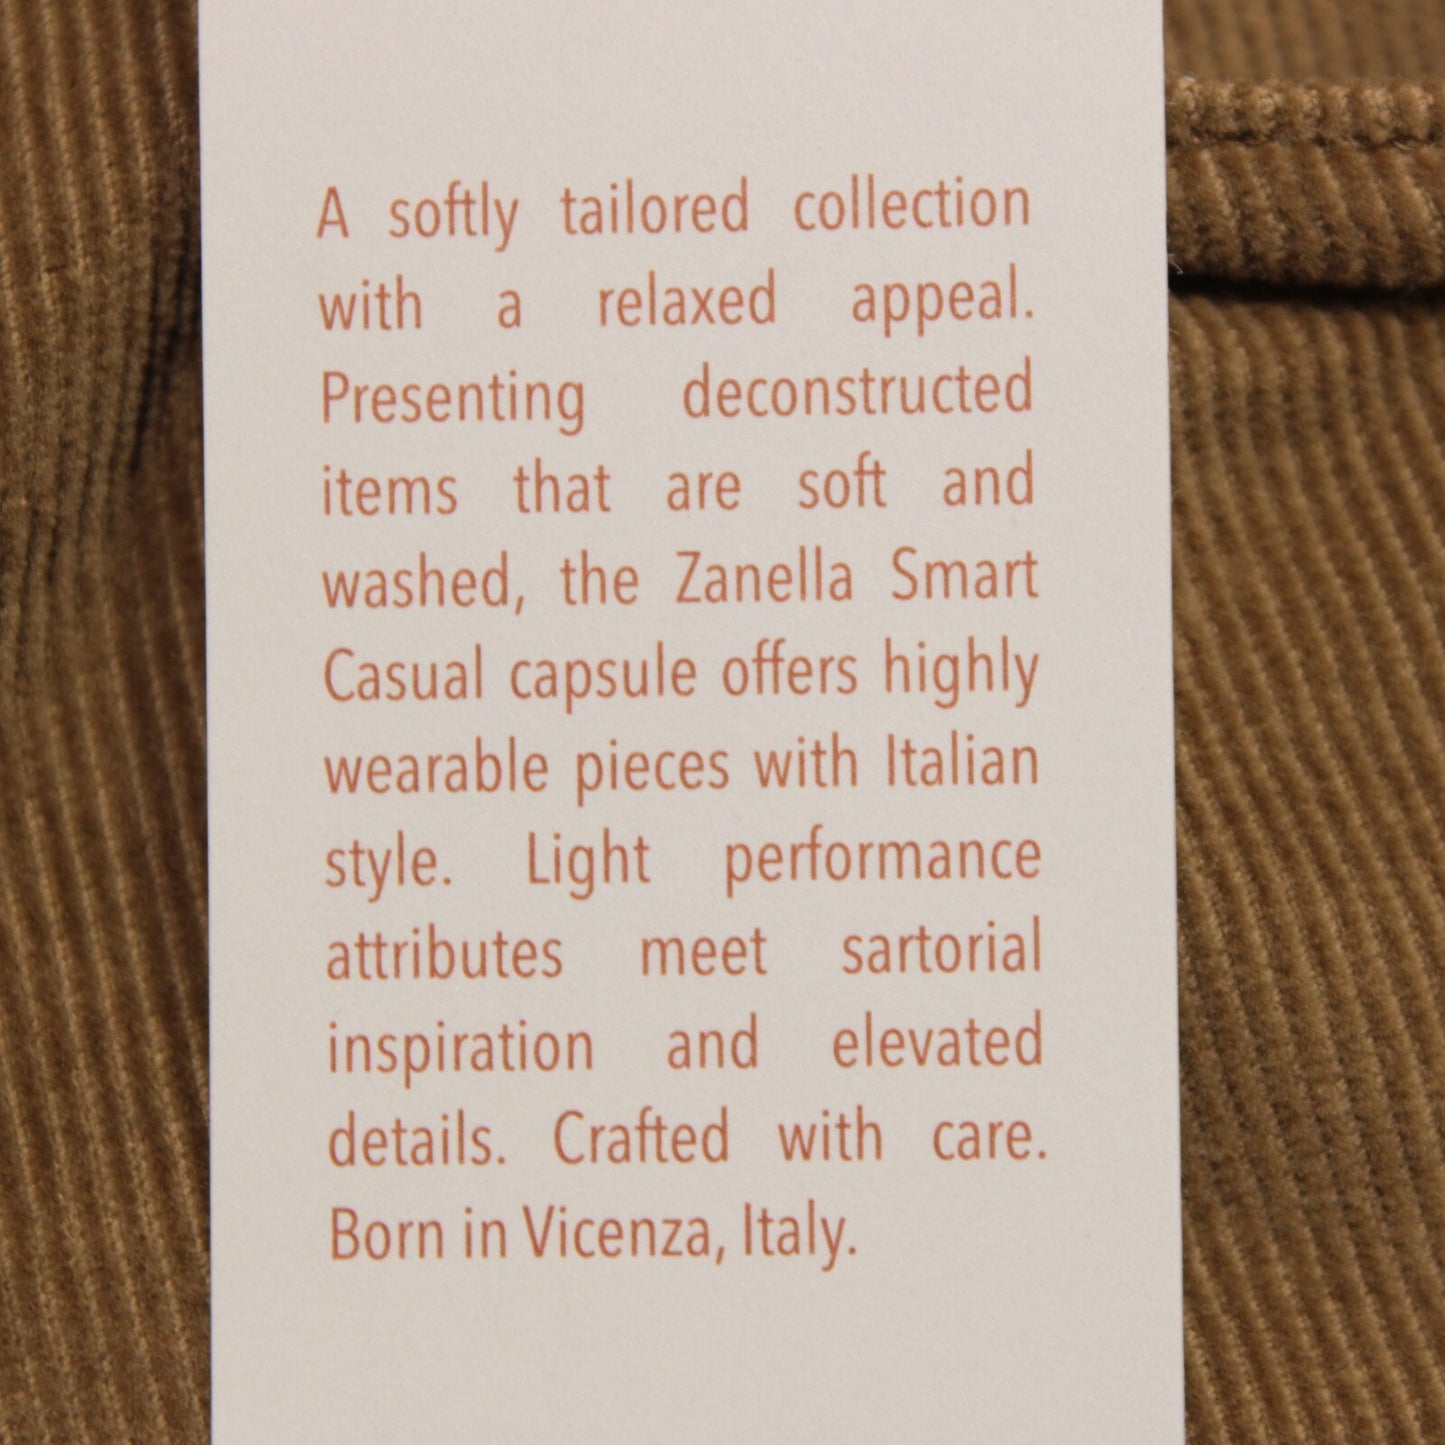 A softly tailored collection
with a relaxed appeal.
Presenting deconstructed
items that are soft and
washed, the Zanella Smart
Casual capsule offers highly
wearable pieces with Italian
style. Light performance
attributes meet sartorial
inspiration and elevated
details. Crafted with care.
Born in Vicenza, Italy.